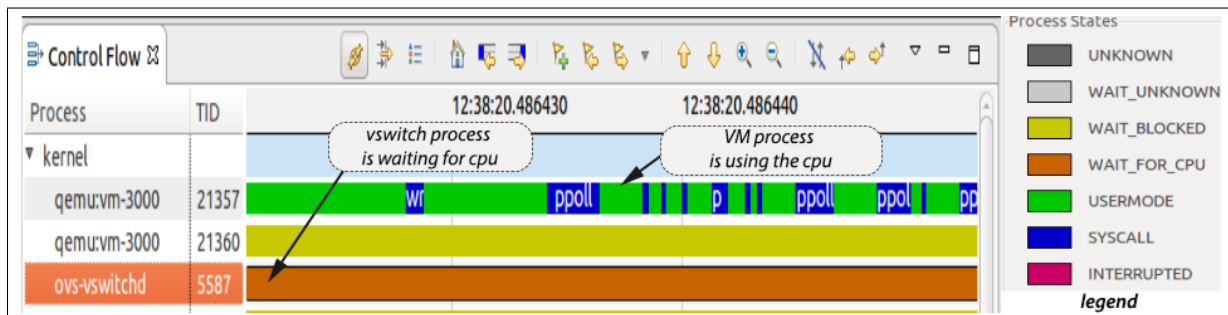 Control Flow
Process TID
12:38:20.486430 12:38:20.486440
vswitch process
is waiting for cpu
VM process
is using the cpu
kernel
qemu:vm-3000 21357
wr ppoll p ppoll ppol pp
qemu:vm-3000 21360
ovs-vswitchd 5587
Process States
UNKNOWN
WAIT_UNKNOWN
WAIT_BLOCKED
WAIT_FOR_CPU
USERMODE
SYSCALL
INTERRUPTED
legend